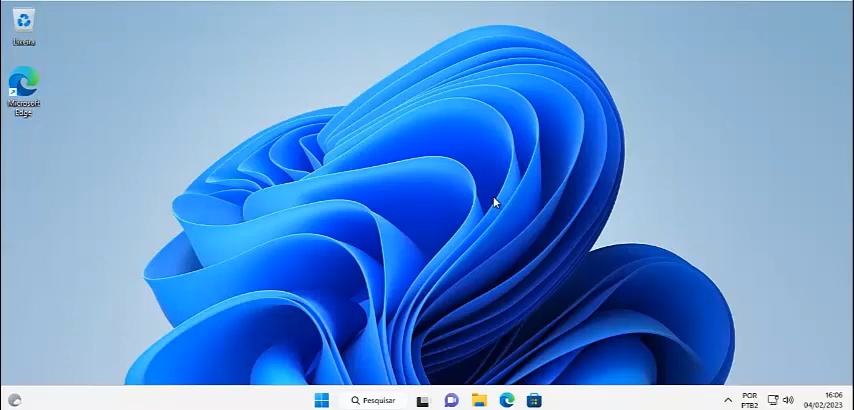 Lixeira
Microsoft
Edge
Pesquisar
POR
PTB2
16:06
04/02/2023